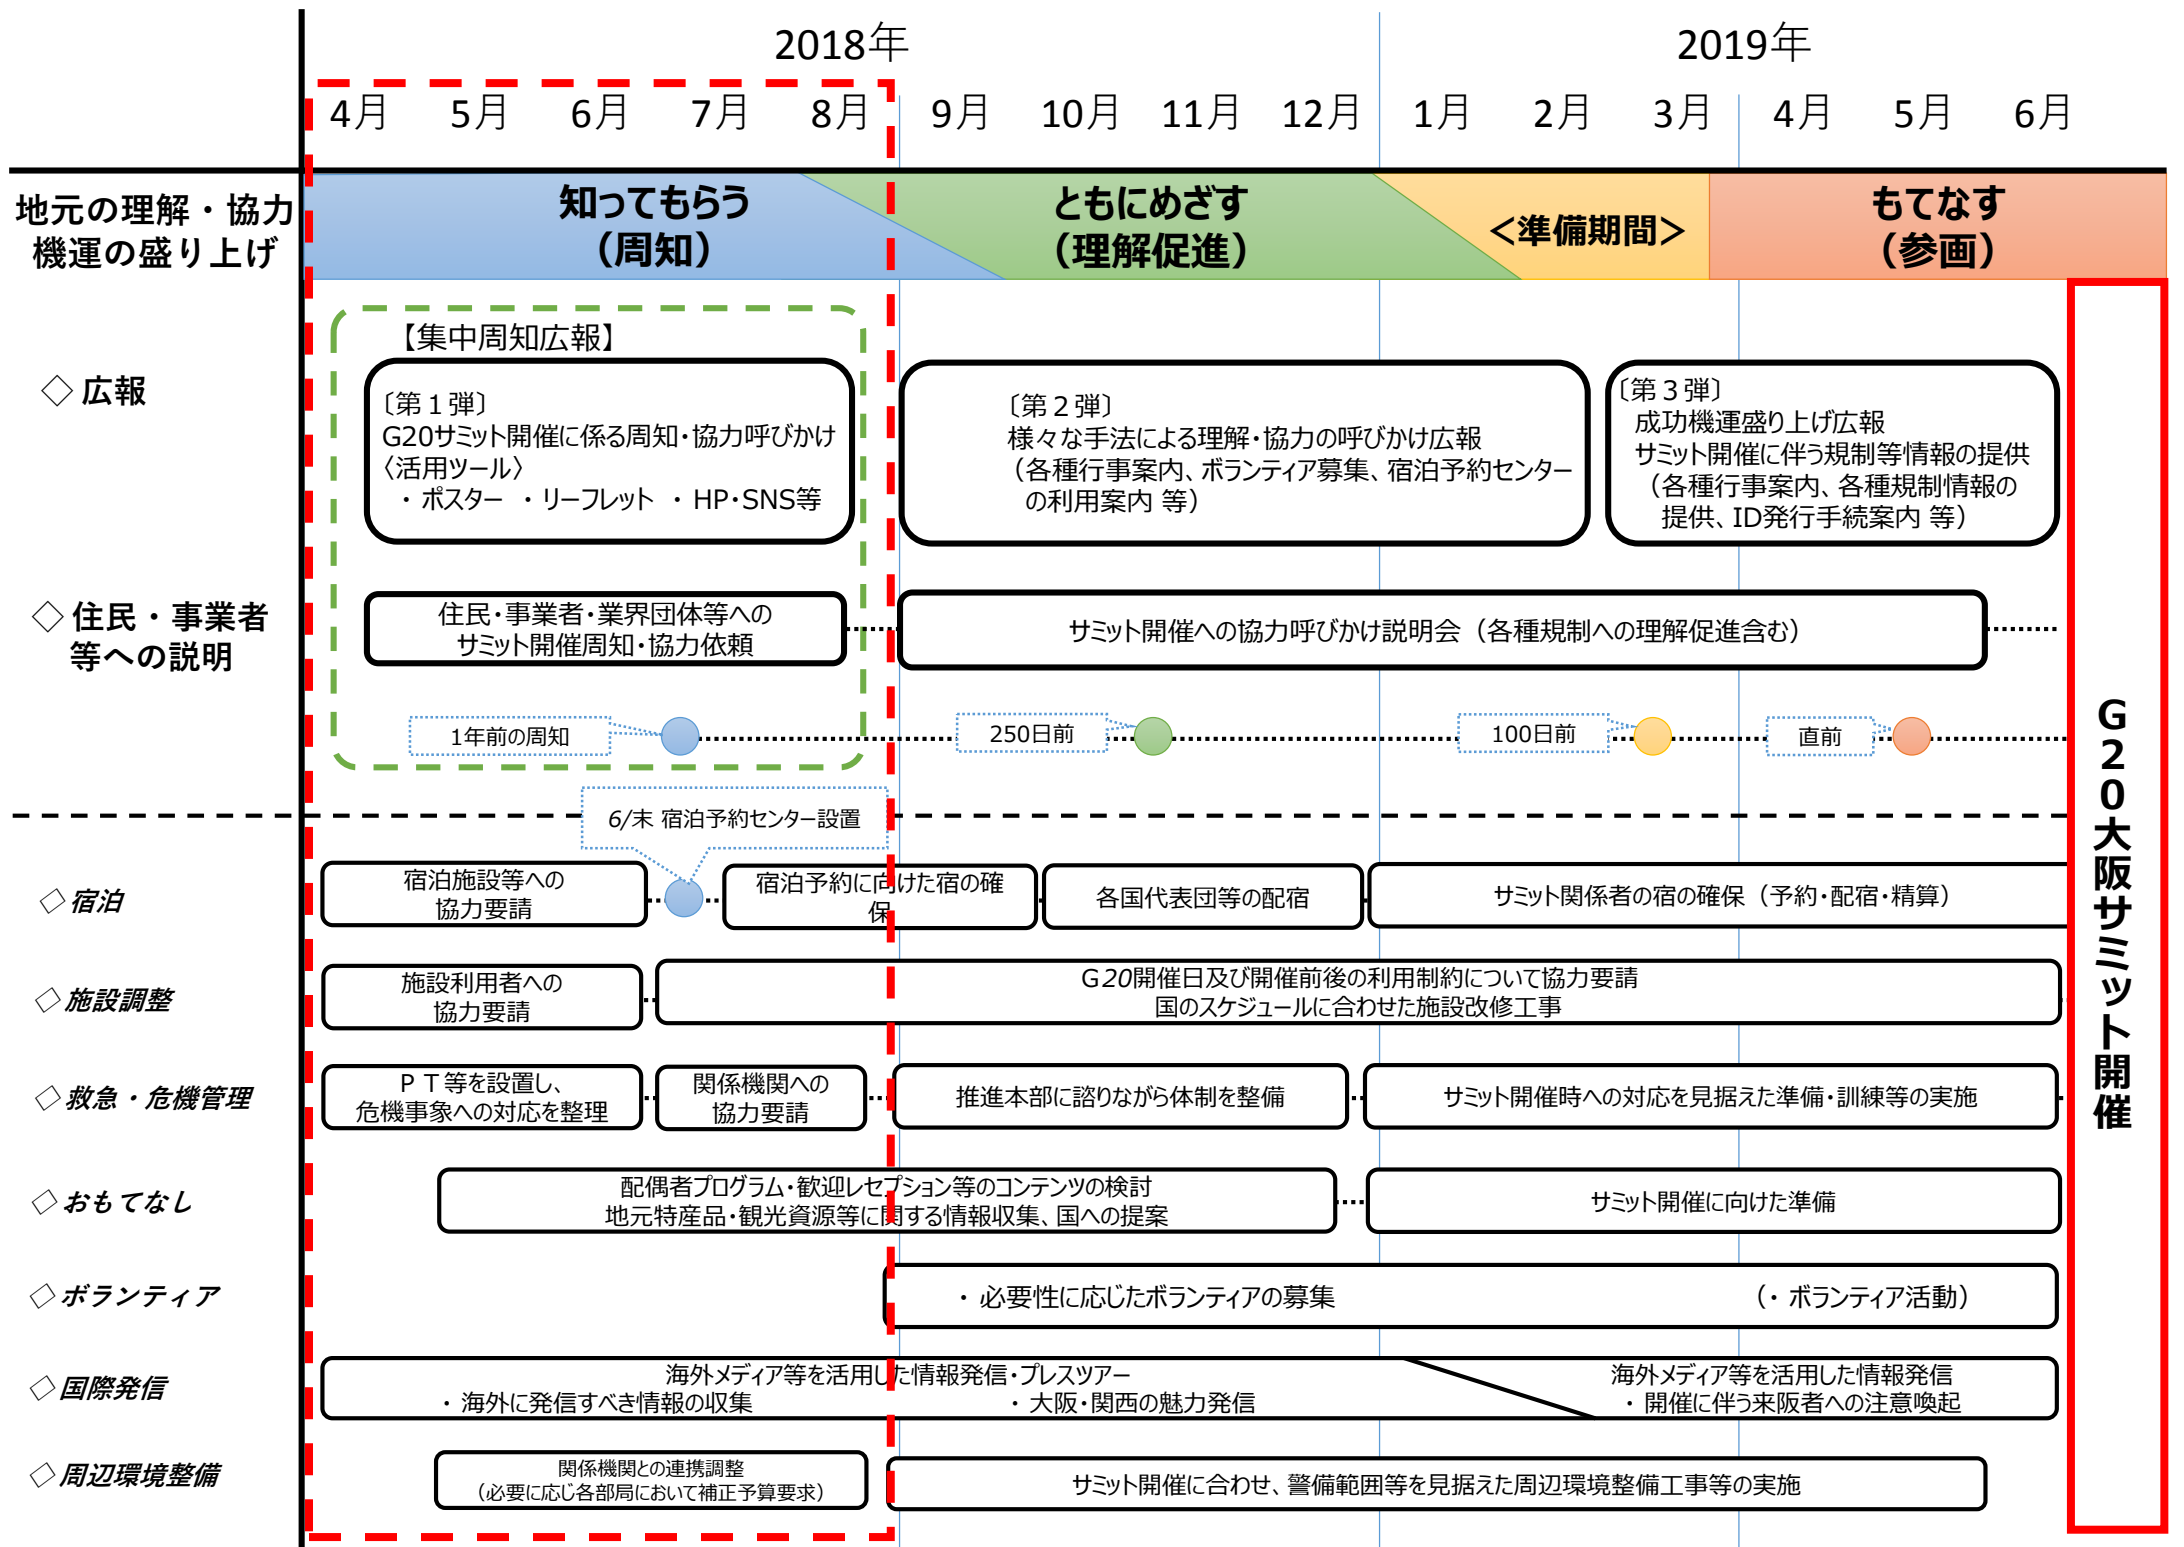 2018年
2019年
4月 5月 6月 7月 8月 9月 10月 11月 12月 1月 2月 3月 4月 5月 6月
地元の理解・協力
機運の盛り上げ
知ってもらう
（周知）
ともにめざす
（理解促進）
＜準備期間＞
もてなす
（参画）
【集中周知広報】
◇ 広報
〔第１弾〕
G20サミット開催に係る周知・協力呼びかけ
〈活用ツール〉
・ ポスター ・ リーフレット ・ HP・SNS等
〔第２弾〕
様々な手法による理解・協力の呼びかけ広報
（各種行事案内、ボランティア募集、宿泊予約センター
の利用案内 等）
〔第３弾〕
成功機運盛り上げ広報
サミット開催に伴う規制等情報の提供
（各種行事案内、各種規制情報の
提供、ID発行手続案内 等）
◇ 住民・事業者
等への説明
住民・事業者・業界団体等への
サミット開催周知・協力依頼
サミット開催への協力呼びかけ説明会（各種規制への理解促進含む）
1年前の周知
250日前
100日前
直前
6/末 宿泊予約センター設置
◇ 宿泊
宿泊施設等への
協力要請
宿泊予約に向けた宿の確
保
各国代表団等の配宿
サミット関係者の宿の確保（予約・配宿・精算）
◇ 施設調整
施設利用者への
協力要請
G20開催日及び開催前後の利用制約について協力要請
国のスケジュールに合わせた施設改修工事
◇ 救急・危機管理
ＰＴ等を設置し、
危機事象への対応を整理
関係機関への
協力要請
推進本部に諮りながら体制を整備
サミット開催時への対応を見据えた準備・訓練等の実施
◇ おもてなし
配偶者プログラム・歓迎レセプション等のコンテンツの検討
地元特産品・観光資源等に関する情報収集、国への提案
サミット開催に向けた準備
◇ ボランティア
・ 必要性に応じたボランティアの募集
（・ ボランティア活動）
◇ 国際発信
海外メディア等を活用した情報発信・プレスツアー
・ 海外に発信すべき情報の収集
・ 大阪・関西の魅力発信
海外メディア等を活用した情報発信
・ 開催に伴う来阪者への注意喚起
◇ 周辺環境整備
関係機関との連携調整
（必要に応じ各部局において補正予算要求）
サミット開催に合わせ、警備範囲等を見据えた周辺環境整備工事等の実施
Ｇ２０大阪サミット開催